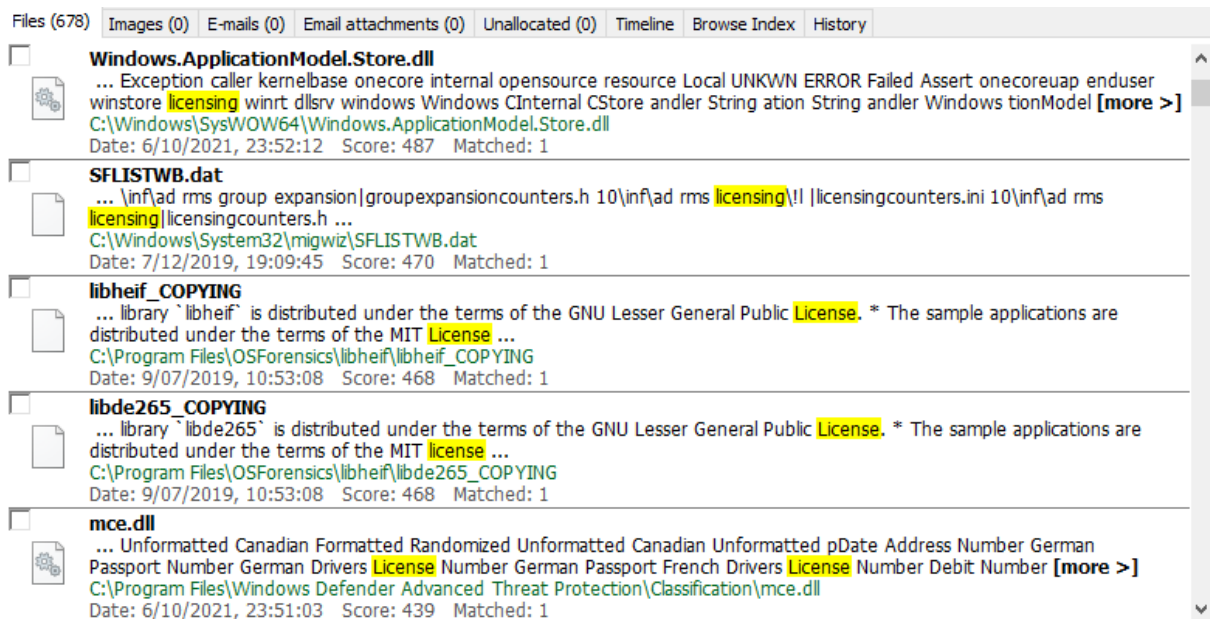 Files (678) Images (0) E-mails (0) Email attachments (0) Unallocated (0) Timeline Browse Index History
Windows.ApplicationModel.Store.dll
... Exception caller kernelbase onecore internal opensource resource Local UNKWN ERROR Failed Assert onecoreuap enduser
winstore licensing winrt dllsrv windows Windows CInternal CStore andler String ation String andler Windows tionModel [more >]
C:\Windows\SysWOW64\Windows.ApplicationModel.Store.dll
Date: 6/10/2021, 23:52:12 Score: 487 Matched: 1
SFLISTWB.dat
... \inf\ad rms group expansion|groupexpansioncounters.h 10\inf\ad rms licensing\!l |licensingcounters.ini 10\inf\ad rms
licensing|licensingcounters.h ...
C:\Windows\System32\migwiz\SFLISTWB.dat
Date: 7/12/2019, 19:09:45 Score: 470 Matched: 1
libheif_COPYING
... library `libheif` is distributed under the terms of the GNU Lesser General Public License. * The sample applications are
distributed under the terms of the MIT License ...
C:\Program Files\OSForensics\libheif\libheif_COPYING
Date: 9/07/2019, 10:53:08 Score: 468 Matched: 1
libde265_COPYING
... library `libde265` is distributed under the terms of the GNU Lesser General Public License. * The sample applications are
distributed under the terms of the MIT license ...
C:\Program Files\OSForensics\libheif\libde265_COPYING
Date: 9/07/2019, 10:53:08 Score: 468 Matched: 1
mce.dll
... Unformatted Canadian Formatted Randomized Unformatted Canadian Unformatted pDate Address Number German
Passport Number German Drivers License Number German Passport French Drivers License Number Debit Number [more >]
C:\Program Files\Windows Defender Advanced Threat Protection\Classification\mce.dll
Date: 6/10/2021, 23:51:03 Score: 439 Matched: 1